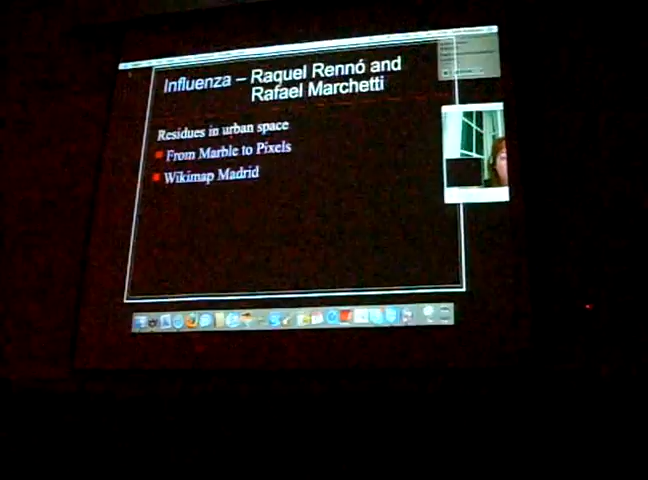 Influenza – Raquel Rennó and
Rafael Marchetti
Residues in urban space
From Marble to Pixels
Wikimap Madrid